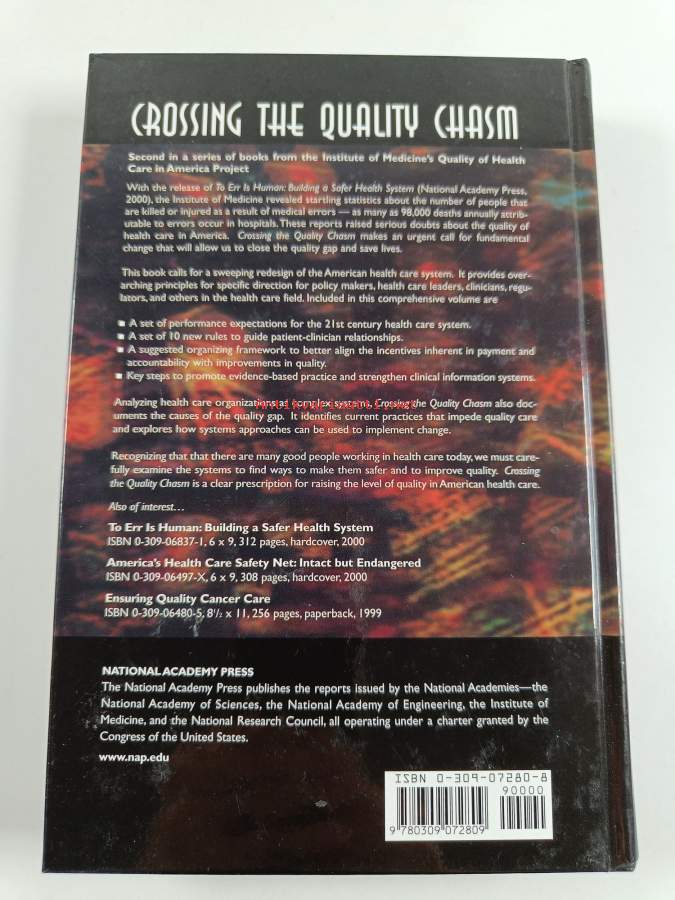 CROSSING THE QUALITY CHASM
Second in a series of books from the Institute of Medicine's Quality of Health
Care in America Project
With the release of To Err Is Human: Building a Safer Health System (National Academy Press,
2000), the Institute of Medicine revealed startling statistics about the number of people that
are killed or injured as a result of medical errors — as many as 98,000 deaths annually attrib-
utable to errors occur in hospitals. These reports raised serious doubts about the quality of
health care in America. Crossing the Quality Chasm makes an urgent call for fundamental
change that will allow us to close the quality gap and save lives.
This book calls for a sweeping redesign of the American health care system. It provides over-
arching principles for specific direction for policy makers, health care leaders, clinicians, regu-
lators, and others in the health care field. Included in this comprehensive volume are
■ A set of performance expectations for the 21st century health care system.
■ A set of 10 new rules to guide patient-clinician relationships.
■ A suggested organizing framework to better align the incentives inherent in payment and
accountability with improvements in quality.
■ Key steps to promote evidence-based practice and strengthen clinical information systems.
Analyzing health care organizations as complex systems, Crossing the Quality Chasm also doc-
uments the causes of the quality gap. It identifies current practices that impede quality care
and explores how systems approaches can be used to implement change.
Recognizing that that there are many good people working in health care today, we must care-
fully examine the systems to find ways to make them safer and to improve quality. Crossing
the Quality Chasm is a clear prescription for raising the level of quality in American health care.
Also of interest...
To Err Is Human: Building a Safer Health System
ISBN 0-309-06837-1, 6 x 9, 312 pages, hardcover, 2000
America's Health Care Safety Net: Intact but Endangered
ISBN 0-309-06497-X, 6 x 9, 308 pages, hardcover, 2000
Ensuring Quality Cancer Care
ISBN 0-309-06480-5, 8½ x 11, 256 pages, paperback, 1999
NATIONAL ACADEMY PRESS
The National Academy Press publishes the reports issued by the National Academies—the
National Academy of Sciences, the National Academy of Engineering, the Institute of
Medicine, and the National Research Council, all operating under a charter granted by the
Congress of the United States.
www.nap.edu
ISBN 0-309-07280-8
90000
9 780309 072809